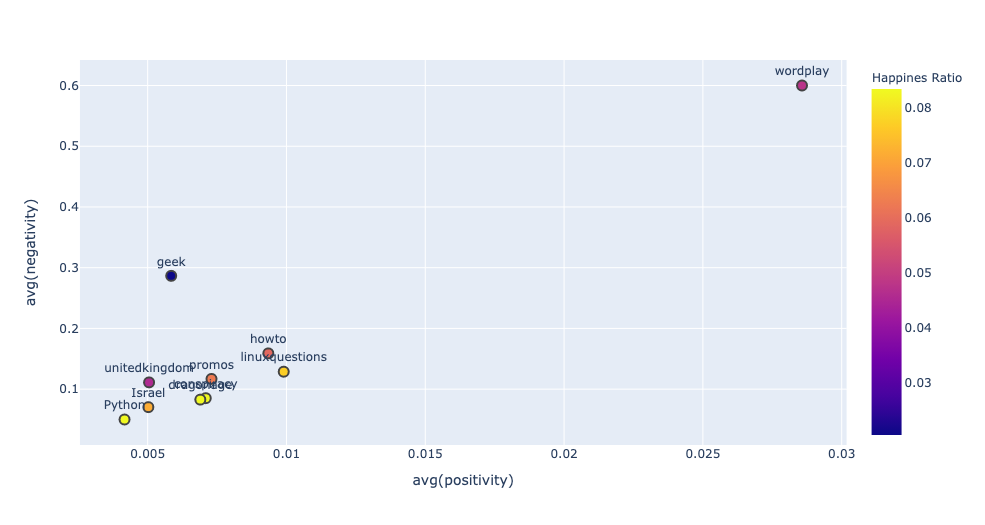 wordplay
Happines Ratio
0.6
0.08
0.5
0.07
0.4
0.06
geek
0.3
0.05
0.2
howto
0.04
linuxquestions
unitedkingdom
promos
conspiracy
0.1
Israel
Python
0.03
0.005
0.01
0.015
0.02
0.025
0.03
avg(positivity)
avg(negativity)